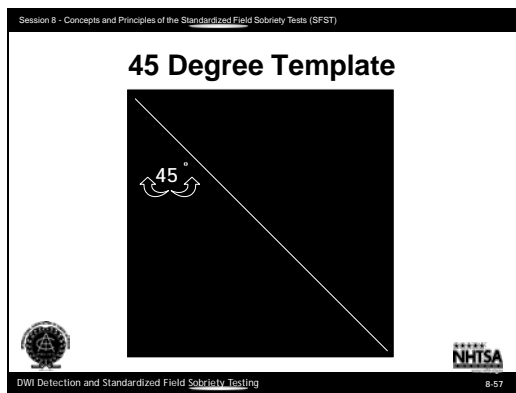 Session 8 - Concepts and Principles of the Standardized Field Sobriety Tests (SFST)
45 Degree Template
45°
NHTSA
DWI Detection and Standardized Field Sobriety Testing
8-57